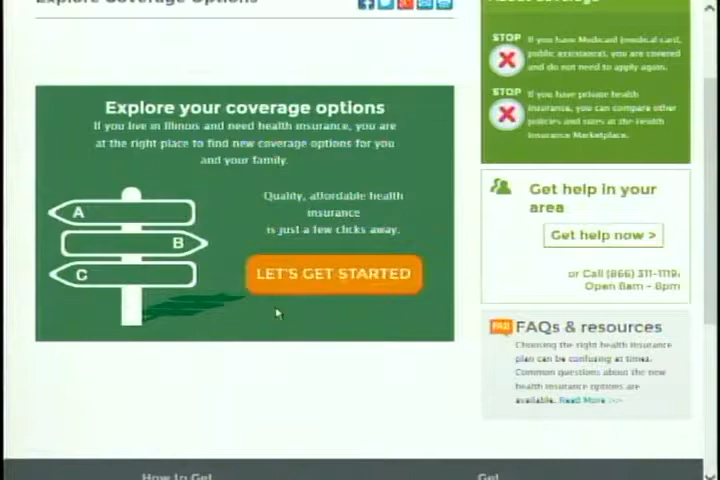 Explore Coverage Options
Explore your coverage options
If you live in Illinois and need health insurance, you are
at the right place to find new coverage options for you
and your family.
A
B
C
Quality, affordable health
insurance
is just a few clicks away.
LET'S GET STARTED
About Coverage
STOP
If you have Medicaid (medical card,
public assistance), you are covered
and do not need to apply again.
STOP
If you have private health
insurance, you can compare other
policies and rates at the Health
Insurance Marketplace.
Get help in your
area
Get help now >
or Call (866) 311-1119,
Open 8am - 8pm
FAQ
FAQs & resources
Choosing the right health insurance
plan can be confusing at times.
Common questions about the new
health insurance options are
available. Read More >>>
How to Get
Get